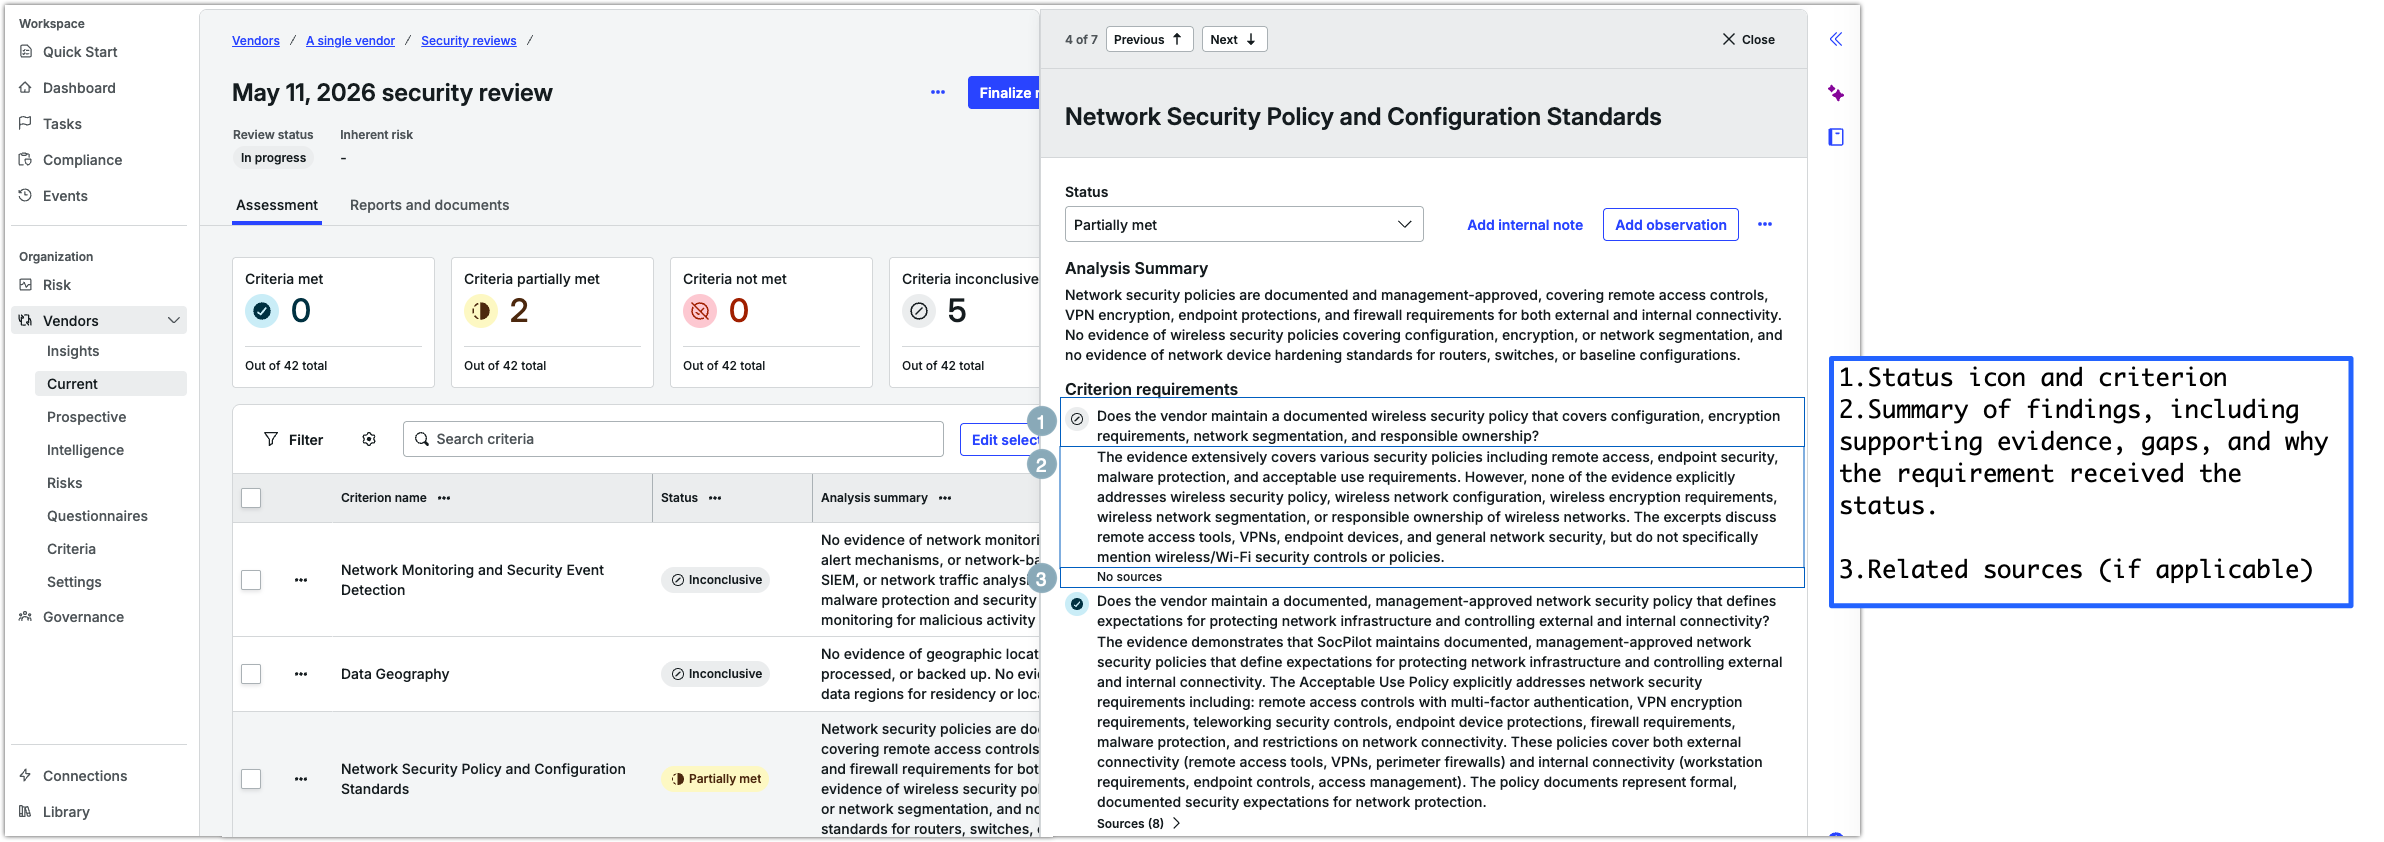 Workspace
Quick Start
Dashboard
Tasks
Compliance
Events
Organization
Risk
Vendors
Insights
Current
Prospective
Intelligence
Risks
Questionnaires
Criteria
Settings
Governance
Connections
Library
Vendors / A single vendor / Security reviews /
May 11, 2026 security review
Finalize
Review status
In progress
Inherent risk
-
Assessment
Reports and documents
Criteria met
0
Out of 42 total
Criteria partially met
2
Out of 42 total
Criteria not met
0
Out of 42 total
Criteria inconclusive
5
Out of 42 total
Filter
Search criteria
Edit select
Criterion name
Status
Analysis summary
Network Monitoring and Security Event
Detection
Inconclusive
No evidence of network monitori
alert mechanisms, or network-ba
SIEM, or network traffic analys
malware protection and security
monitoring for malicious activity
Data Geography
Inconclusive
No evidence of geographic locat
processed, or backed up. No evi
data regions for residency or loc
Network Security Policy and Configuration
Standards
Partially met
Network security policies are do
covering remote access controls
and firewall requirements for bot
evidence of wireless security po
or network segmentation, and no
standards for routers, switches,
4 of 7
Previous
Next
Close
Network Security Policy and Configuration Standards
Status
Partially met
Add internal note
Add observation
Analysis Summary
Network security policies are documented and management-approved, covering remote access controls,
VPN encryption, endpoint protections, and firewall requirements for both external and internal connectivity.
No evidence of wireless security policies covering configuration, encryption, or network segmentation, and
no evidence of network device hardening standards for routers, switches, or baseline configurations.
Criterion requirements
1
Does the vendor maintain a documented wireless security policy that covers configuration, encryption
requirements, network segmentation, and responsible ownership?
2
The evidence extensively covers various security policies including remote access, endpoint security,
malware protection, and acceptable use requirements. However, none of the evidence explicitly
addresses wireless security policy, wireless network configuration, wireless encryption requirements,
wireless network segmentation, or responsible ownership of wireless networks. The excerpts discuss
remote access tools, VPNs, endpoint devices, and general network security, but do not specifically
mention wireless/Wi-Fi security controls or policies.
3
No sources
Does the vendor maintain a documented, management-approved network security policy that defines
expectations for protecting network infrastructure and controlling external and internal connectivity?
The evidence demonstrates that SocPilot maintains documented, management-approved network
security policies that define expectations for protecting network infrastructure and controlling external
and internal connectivity. The Acceptable Use Policy explicitly addresses network security
requirements including: remote access controls with multi-factor authentication, VPN encryption
requirements, teleworking security controls, endpoint device protections, firewall requirements,
malware protection, and restrictions on network connectivity. These policies cover both external
connectivity (remote access tools, VPNs, perimeter firewalls) and internal connectivity (workstation
requirements, endpoint controls, access management). The policy documents represent formal,
documented security expectations for network protection.
Sources (8)
1.Status icon and criterion
2.Summary of findings, including
supporting evidence, gaps, and why
the requirement received the
status.
3.Related sources (if applicable)